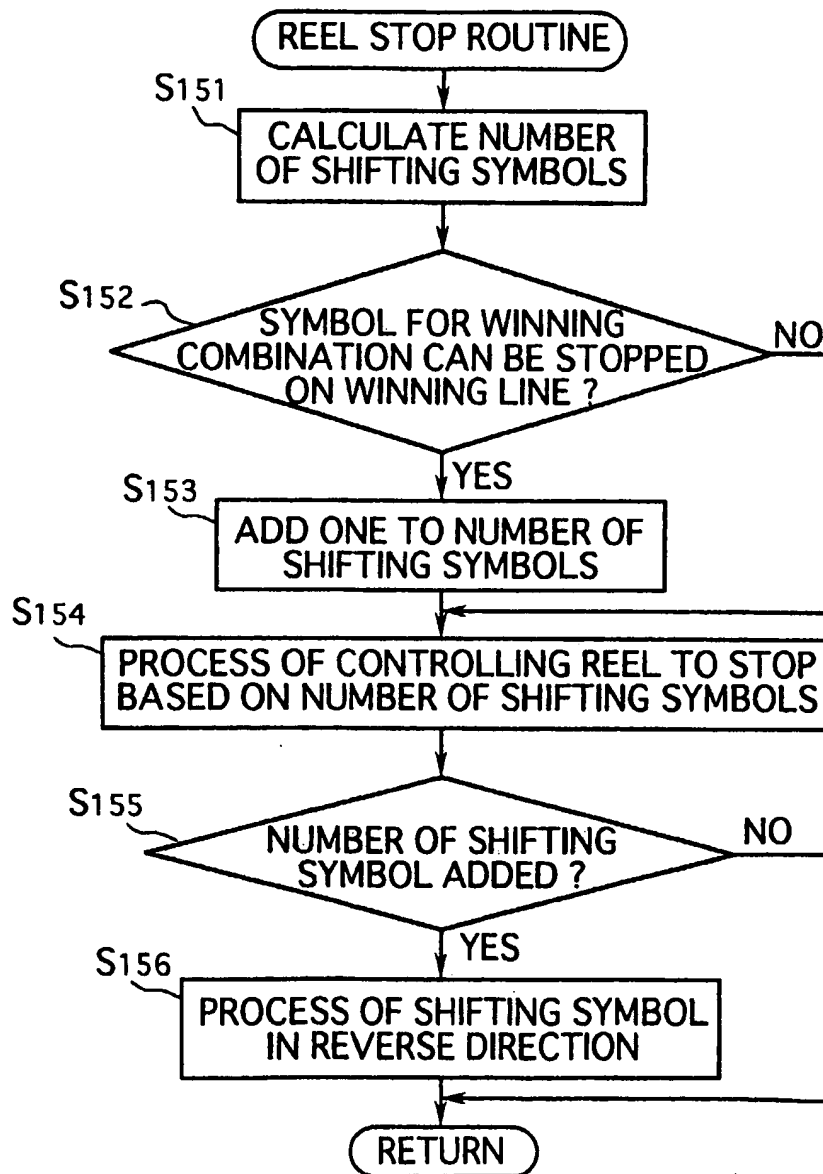 REEL STOP ROUTINE
S151
CALCULATE NUMBER
OF SHIFTING SYMBOLS
S152
SYMBOL FOR WINNING
COMBINATION CAN BE STOPPED
ON WINNING LINE ?
NO
YES
S153
ADD ONE TO NUMBER OF
SHIFTING SYMBOLS
S154
PROCESS OF CONTROLLING REEL TO STOP
BASED ON NUMBER OF SHIFTING SYMBOLS
S155
NUMBER OF SHIFTING
SYMBOL ADDED ?
NO
YES
S156
PROCESS OF SHIFTING SYMBOL
IN REVERSE DIRECTION
RETURN